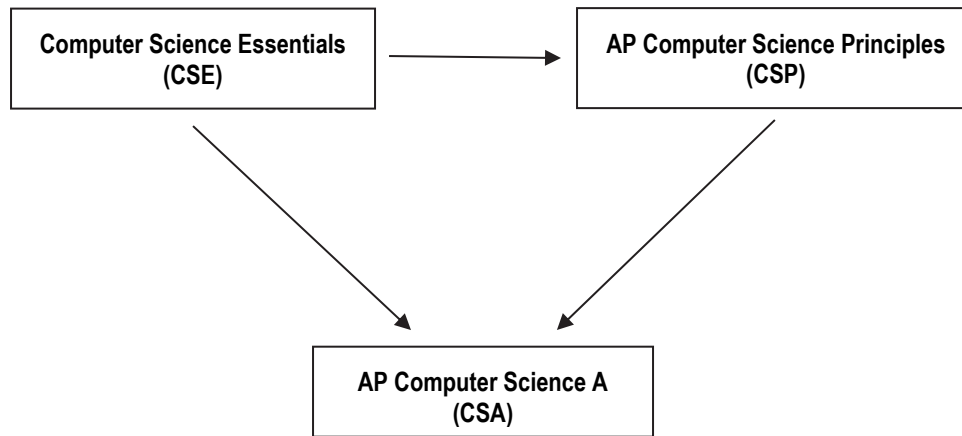 Computer Science Essentials
(CSE)
AP Computer Science Principles
(CSP)
AP Computer Science A
(CSA)